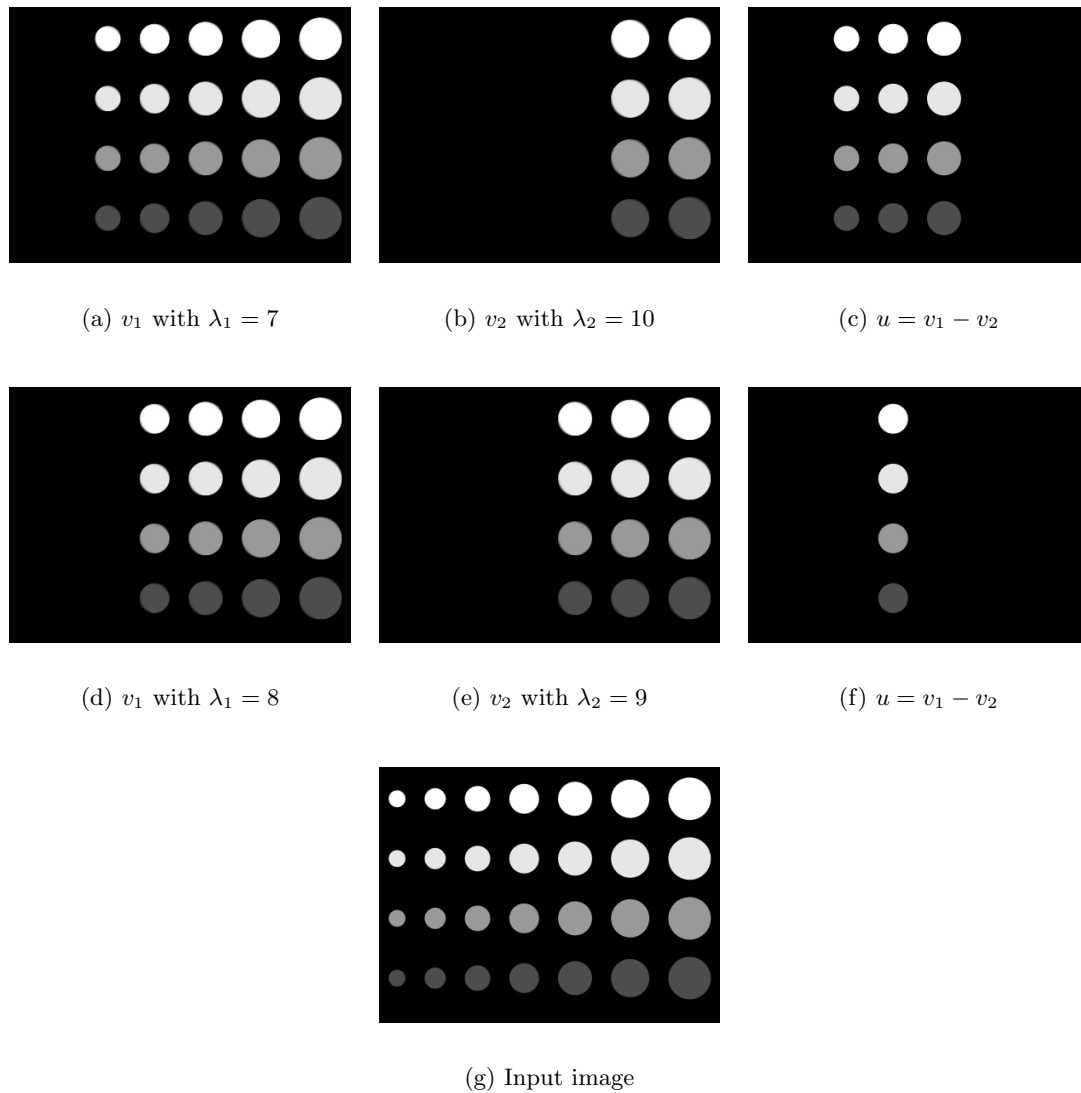 (a) v₁ with λ₁ = 7
(b) v₂ with λ₂ = 10
(c) u = v₁ − v₂
(d) v₁ with λ₁ = 8
(e) v₂ with λ₂ = 9
(f) u = v₁ − v₂
(g) Input image